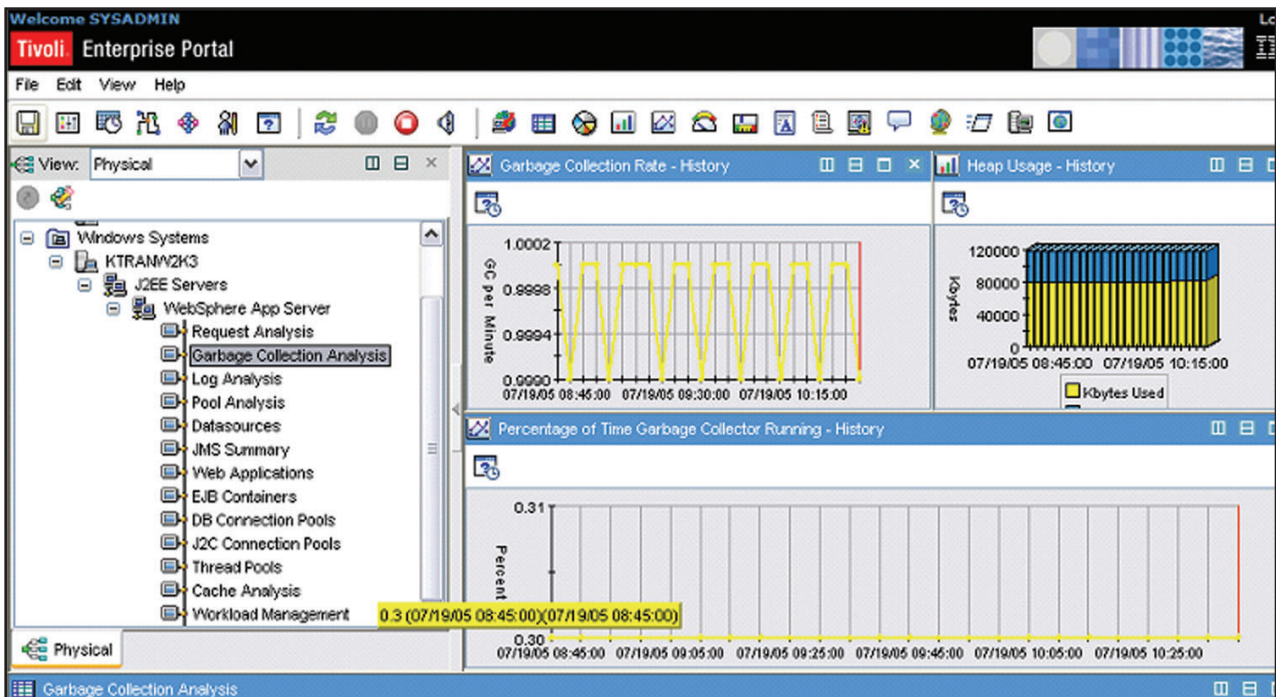 Welcome SYSADMIN
Tivoli. Enterprise Portal
File Edit View Help
View: Physical
Windows Systems
KTRANW2K3
J2EE Servers
WebSphere App Server
Request Analysis
Garbage Collection Analysis
Log Analysis
Pool Analysis
Datasources
JMS Summary
Web Applications
EJB Containers
DB Connection Pools
J2C Connection Pools
Thread Pools
Cache Analysis
Workload Management
Physical
Garbage Collection Rate - History
GC per Minute
1.0002
0.9998
0.9994
0.9990
07/19/05 08:45:00 07/19/05 09:30:00 07/19/05 10:15:00
Heap Usage - History
Kbytes
120000
80000
40000
0
07/19/05 08:45:00 07/19/05 10:15:00
Kbytes Used
Percentage of Time Garbage Collector Running - History
Percent
0.31
0.30
0.3 (07/19/05 08:45:00)(07/19/05 08:45:00)
07/19/05 08:45:00 07/19/05 09:05:00 07/19/05 09:25:00 07/19/05 09:45:00 07/19/05 10:05:00 07/19/05 10:25:00
Garbage Collection Analysis